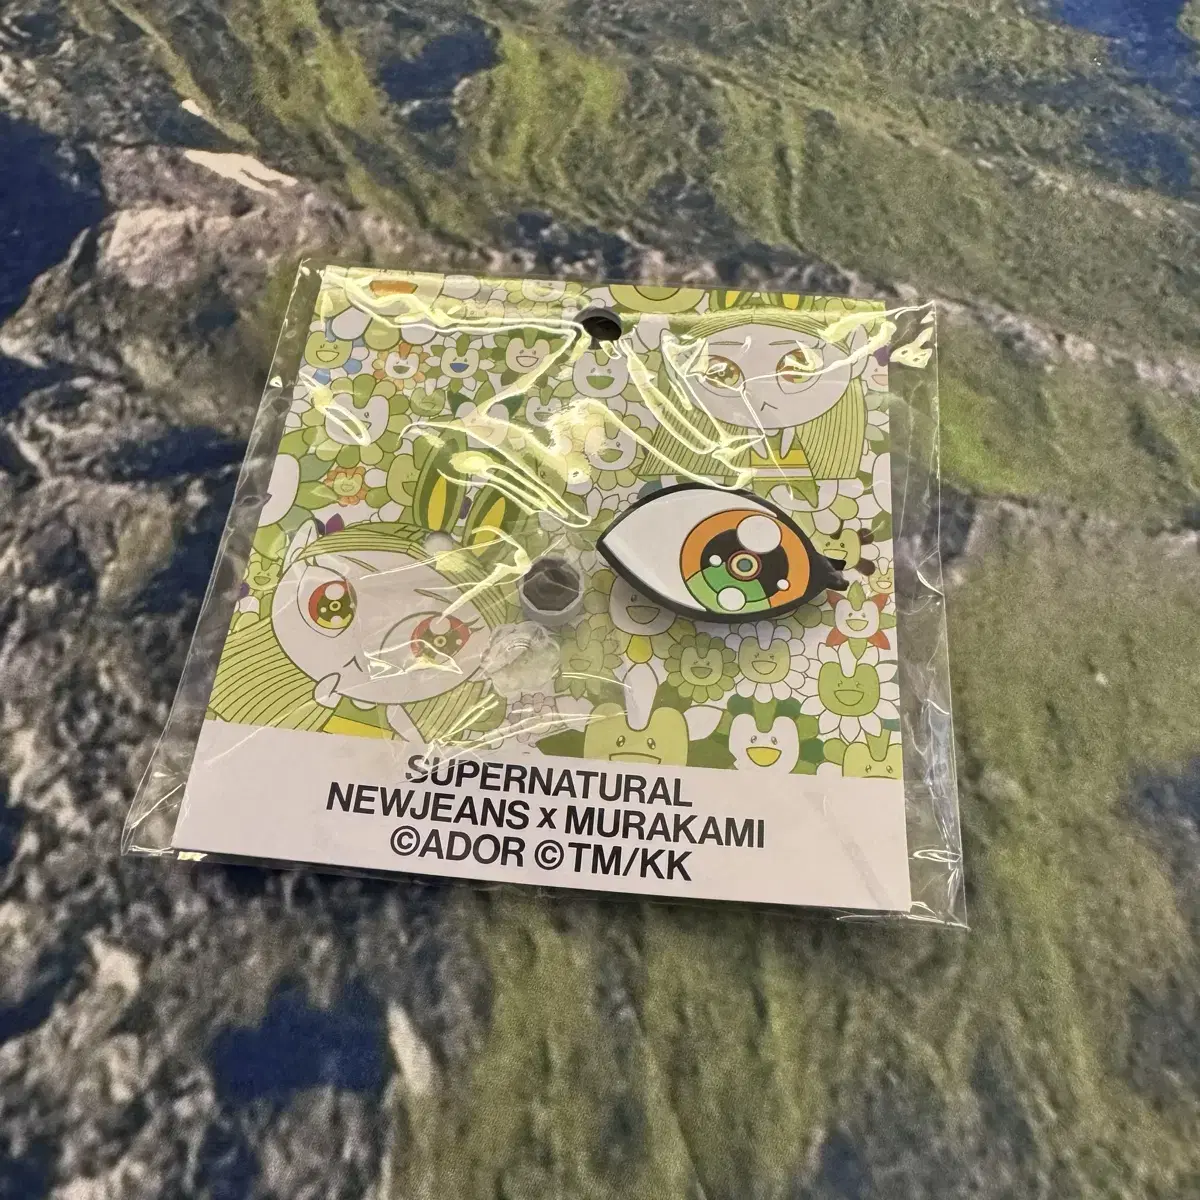 SUPERNATURAL
NEWJEANS x MURAKAMI
©ADOR ©TM/KK